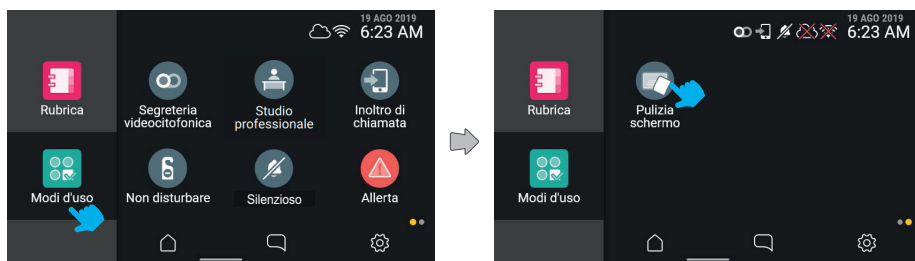 19 AGO 2019
6:23 AM
Rubrica
Segreteria
videocitofonica
Studio
professionale
Inoltro di
chiamata
Modi d'uso
Non disturbare
Silenzioso
Allerta
19 AGO 2019
6:23 AM
Rubrica
Pulizia
schermo
Modi d'uso